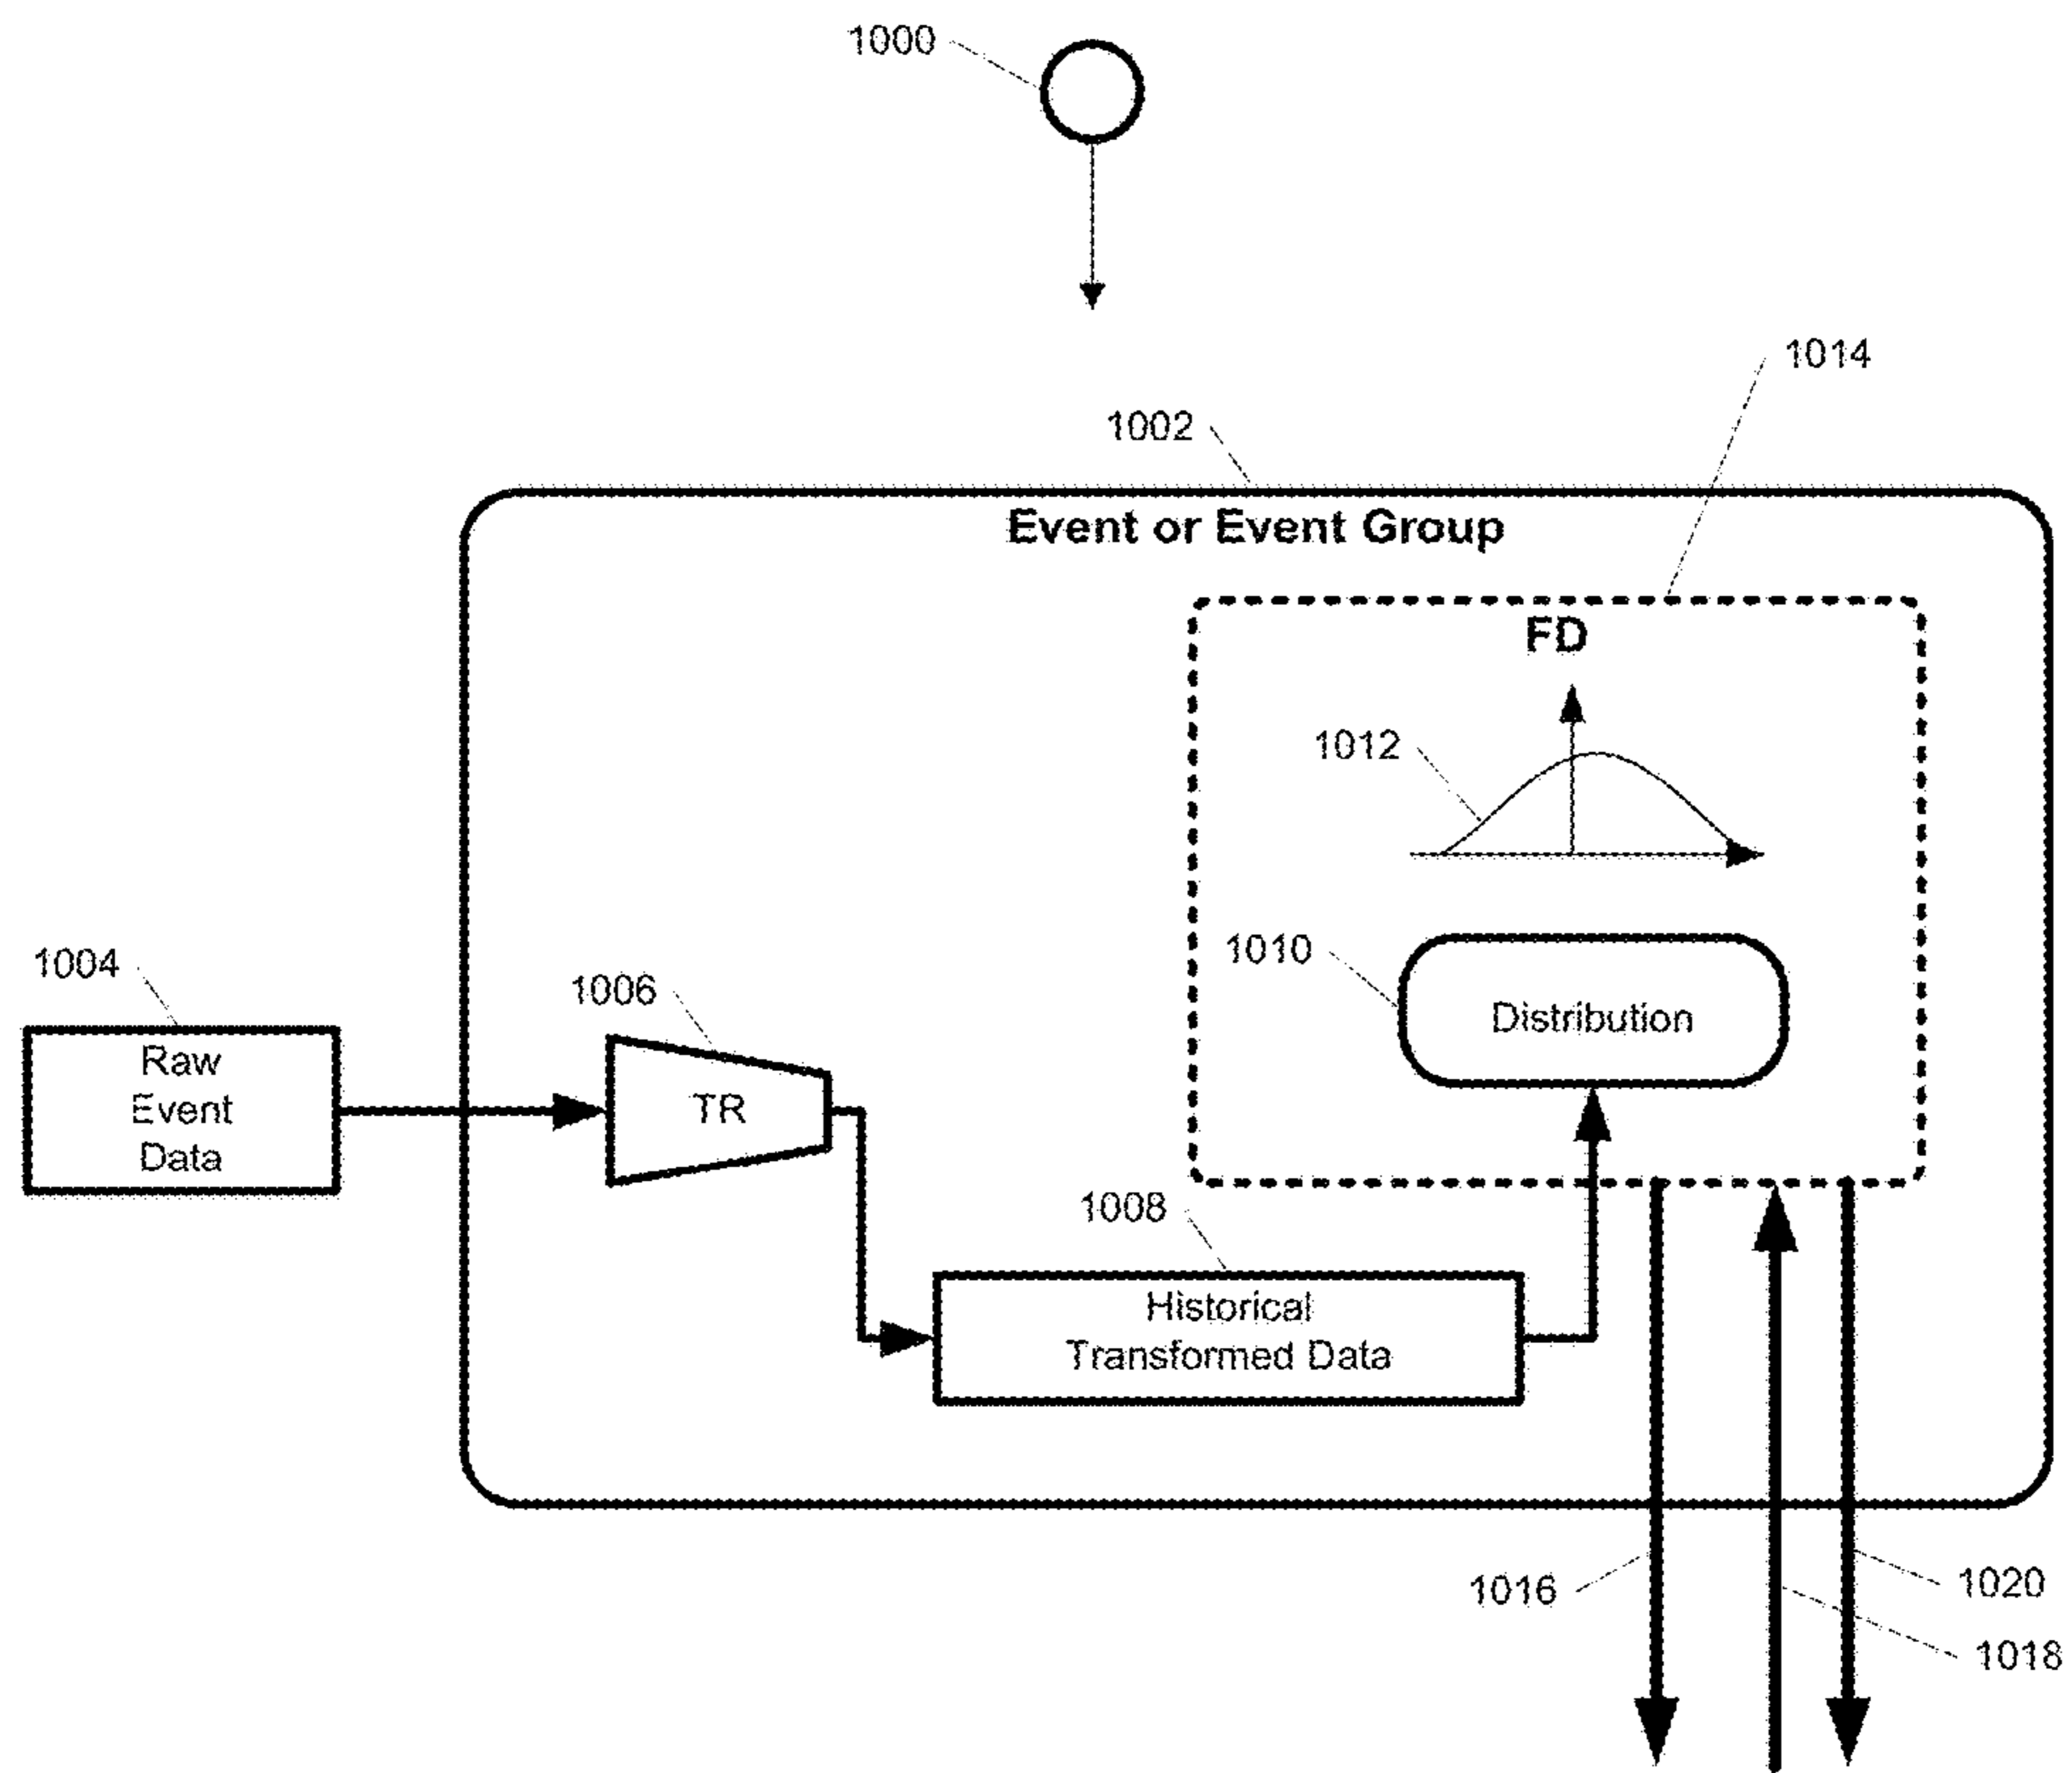 1000
1014
1002
Event or Event Group
FD
1012
1010
Distribution
1004
Raw
Event
Data
1006
TR
1008
Historical
Transformed Data
1016
1020
1018